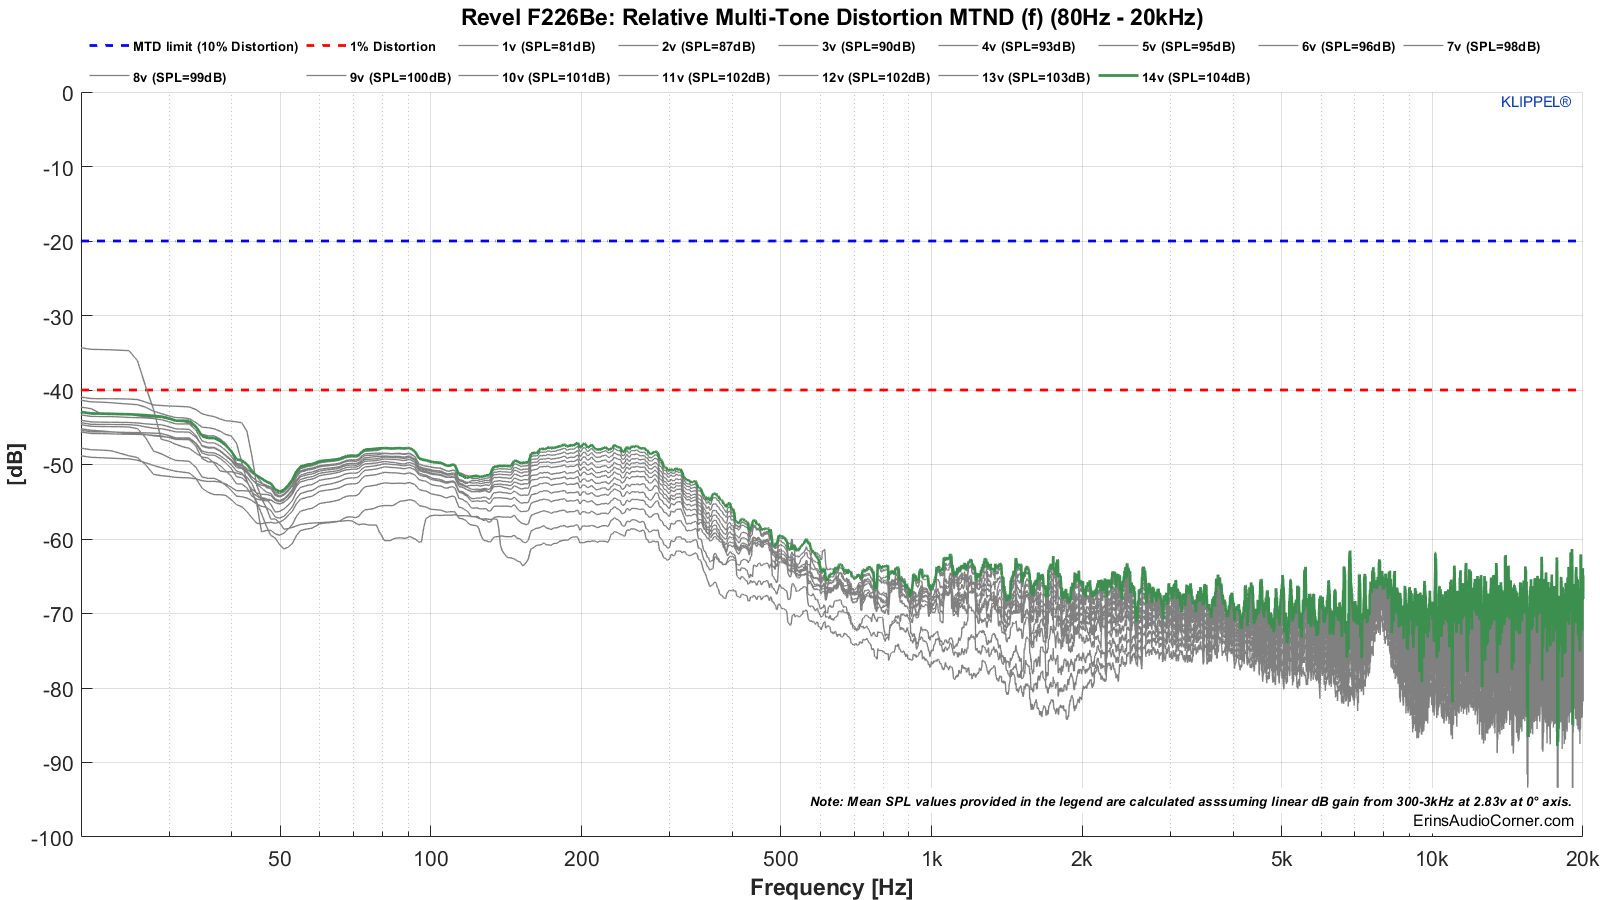 Revel F226Be: Relative Multi-Tone Distortion MTND (f) (80Hz - 20kHz)
MTD limit (10% Distortion) 1% Distortion 1v (SPL=81dB) 2v (SPL=87dB) 3v (SPL=90dB) 4v (SPL=93dB) 5v (SPL=95dB) 6v (SPL=96dB) 7v (SPL=98dB)
8v (SPL=99dB) 9v (SPL=100dB) 10v (SPL=101dB) 11v (SPL=102dB) 12v (SPL=102dB) 13v (SPL=103dB) 14v (SPL=104dB)
KLIPPEL®
0
-10
-20
-30
-40
-50
-60
-70
-80
-90
-100
[dB]
Note: Mean SPL values provided in the legend are calculated asssuming linear dB gain from 300-3kHz at 2.83v at 0° axis.
ErinsAudioCorner.com
50 100 200 500 1k 2k 5k 10k 20k
Frequency [Hz]